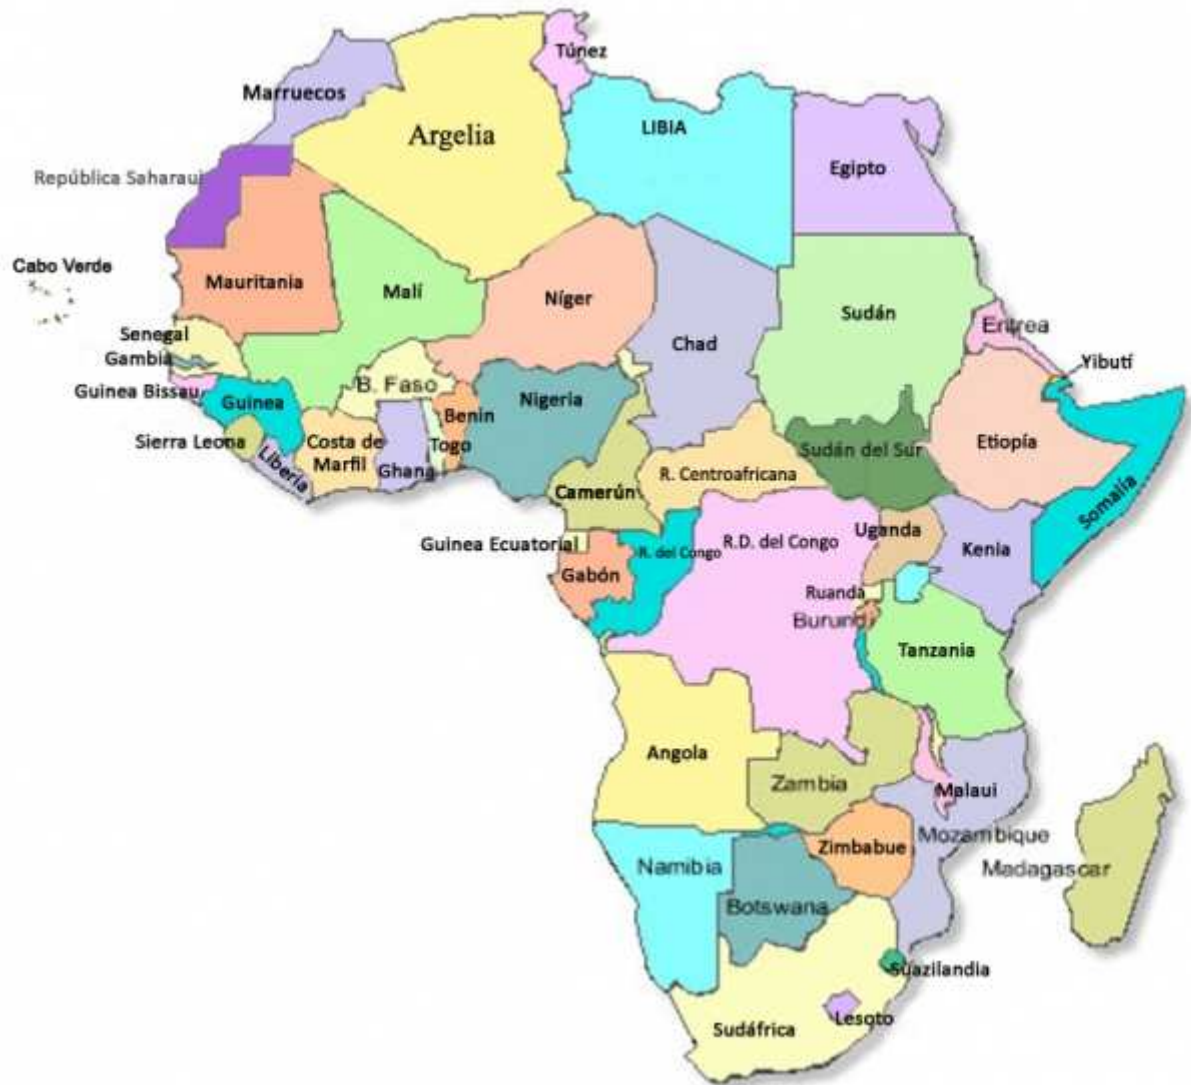 Túnez
Marruecos
Argelia
LIBIA
Egipto
República Saharaui
Cabo Verde
Mauritania
Malí
Níger
Chad
Sudán
Eritrea
Senegal
Gambia
Yibutí
Guinea Bissau
Guinea
B. Faso
Nigeria
Benin
Togo
Sierra Leona
Liberia
Costa de
Marfil
Ghana
Camerún
R. Centroafricana
Sudán del Sur
Etiopía
Somalia
Guinea Ecuatorial
R. del Congo
R.D. del Congo
Uganda
Kenia
Gabón
Ruanda
Burundi
Tanzania
Angola
Zambia
Malaui
Mozambique
Zimbabue
Namibia
Botswana
Madagascar
Suazilandia
Sudáfrica
Lesoto